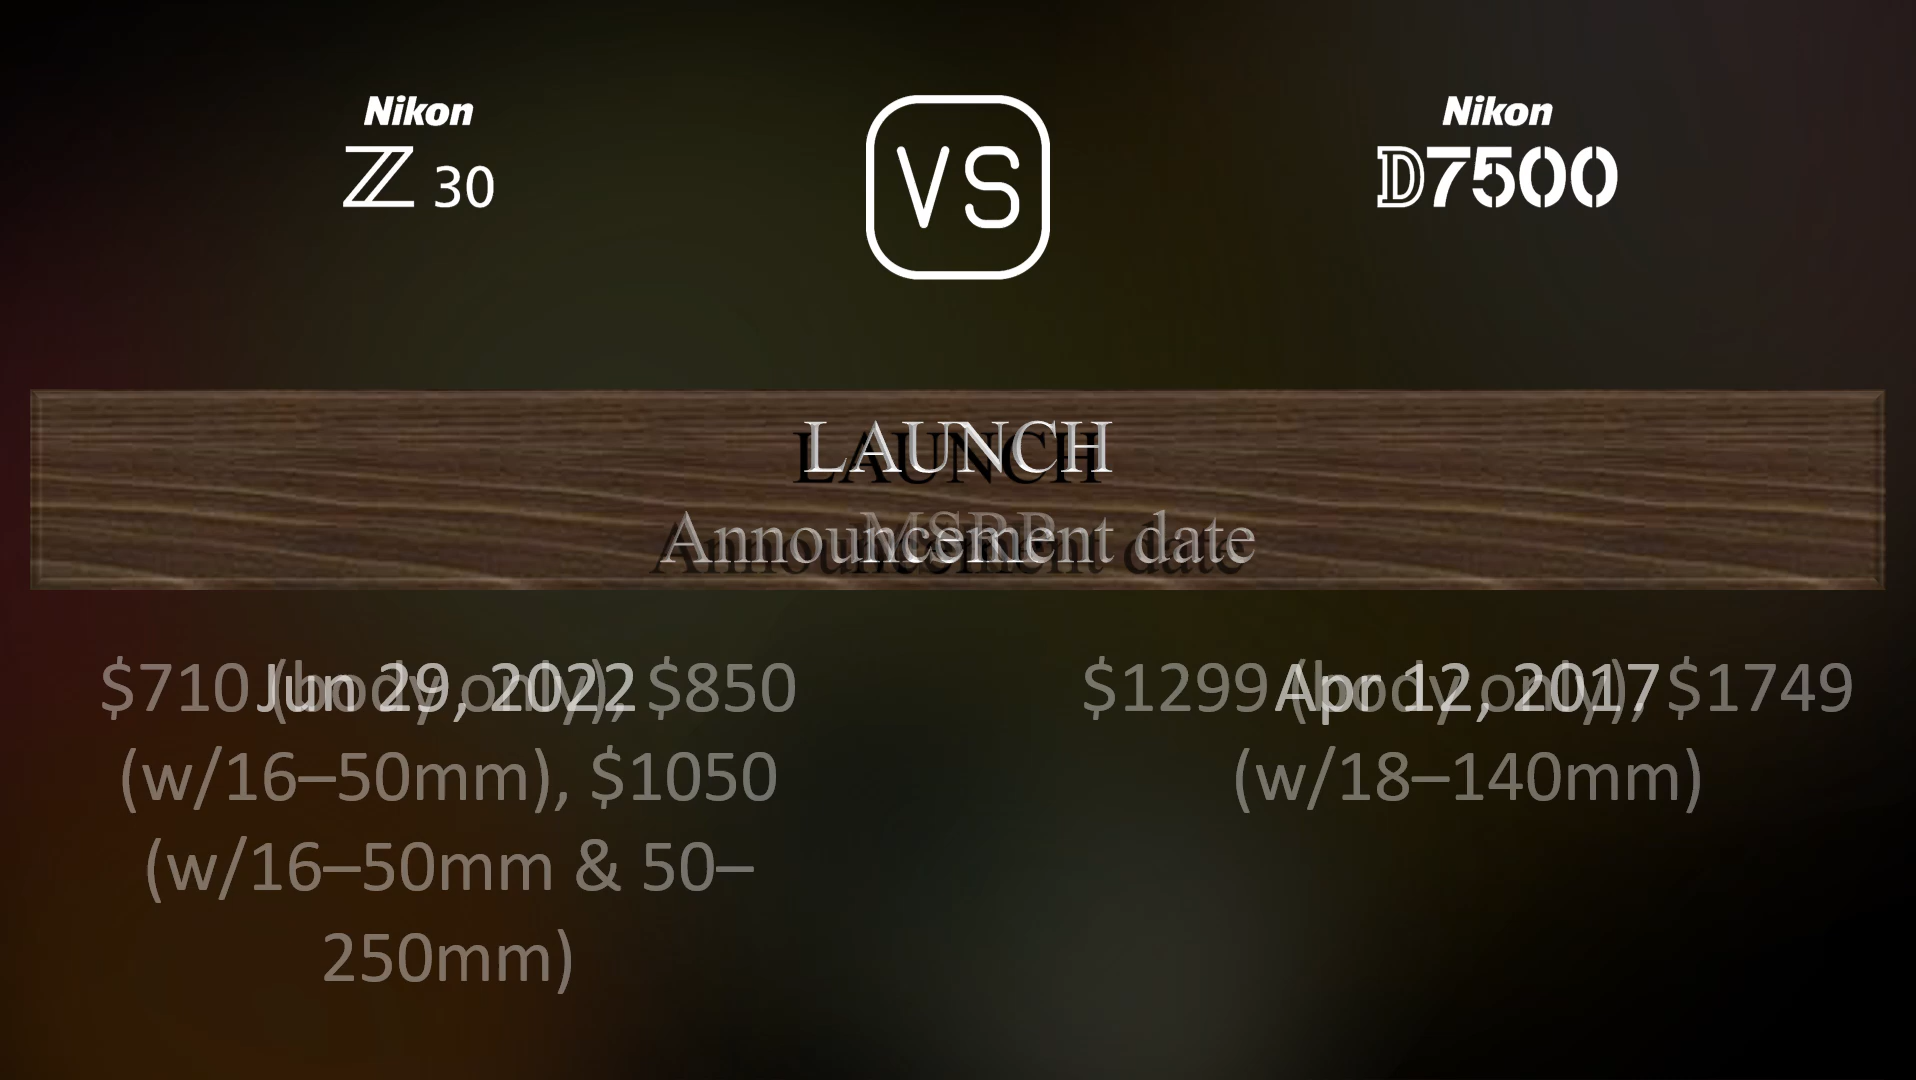 Nikon
Z 30
VS
Nikon
D7500
LAUNCH
Announcement date
MSRP
Jun 29, 2022
Apr 12, 2017
$710 (body only), $850
(w/16–50mm), $1050
(w/16–50mm & 50–
250mm)
$1299 (body only), $1749
(w/18–140mm)